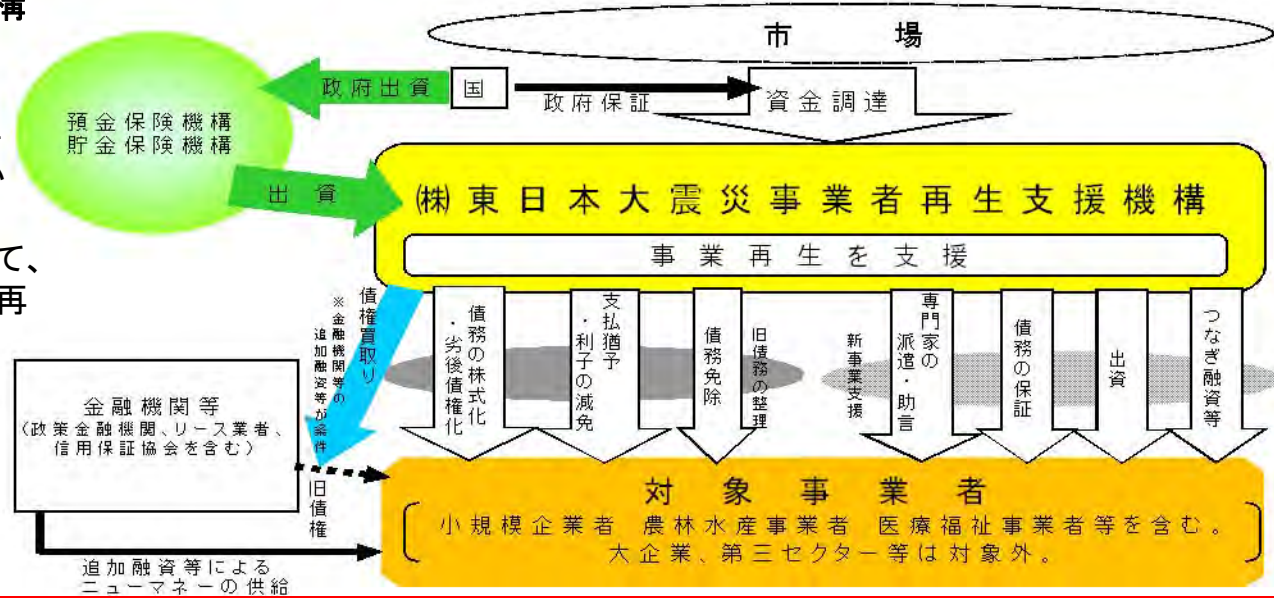 構
市場
政府出資
国
政府保証
資金調達
預金保険機構
貯金保険機構
出資
㈱東日本大震災事業者再生支援機構
事業再生を支援
て、
再
債権買取り
※金融機関等の
追加融資等が条件
債務の株式化
・劣後債権化
支払猶予
・利子の減免
債務免除
旧債務の整理
新事業支援
専門家の
派遣・助言
債務の保証
出資
つなぎ融資等
金融機関等
(政策金融機関、リース業者、
信用保証協会を含む)
旧債権
対象事業者
小規模企業者 農林水産事業者 医療福祉事業者等を含む。
大企業、第三セクター等は対象外。
追加融資等による
ニューマネーの供給